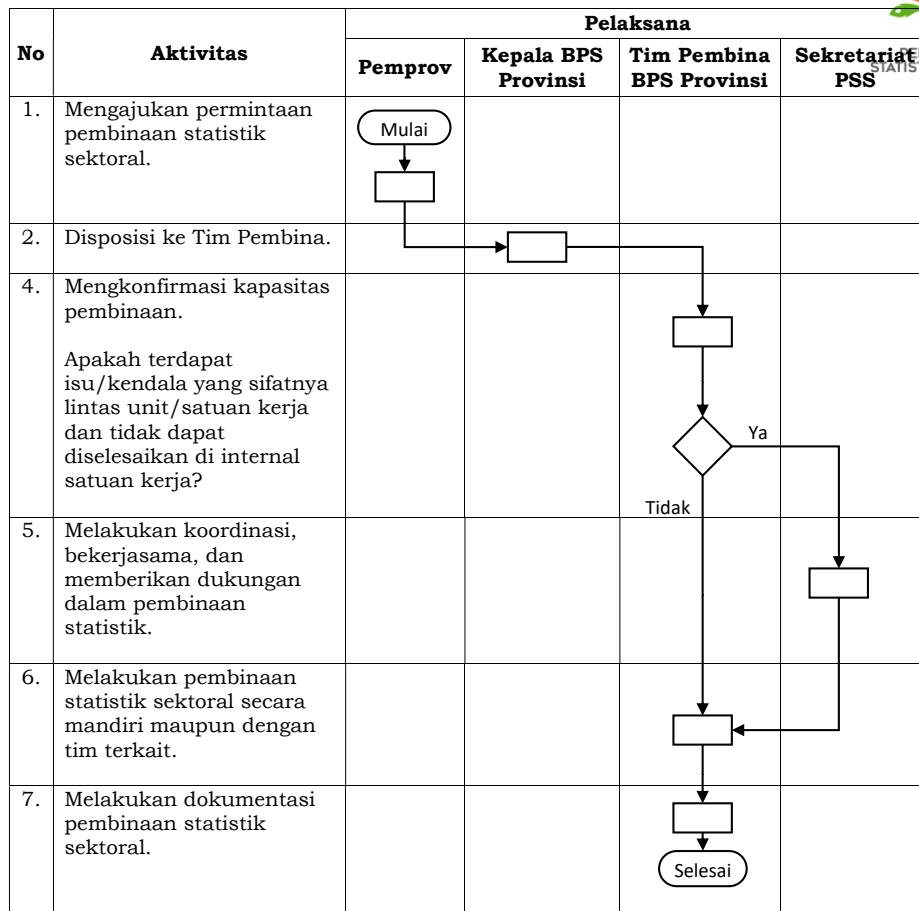 No
Aktivitas
Pelaksana
Pemprov
Kepala BPS
Provinsi
Tim Pembina
BPS Provinsi
Sekretariat
PSS
1. Mengajukan permintaan
pembinaan statistik
sektoral.
Mulai
2. Disposisi ke Tim Pembina.
4. Mengkonfirmasi kapasitas
pembinaan.
Apakah terdapat
isu/kendala yang sifatnya
lintas unit/satuan kerja
dan tidak dapat
diselesaikan di internal
satuan kerja?
Ya
Tidak
5. Melakukan koordinasi,
bekerjasama, dan
memberikan dukungan
dalam pembinaan
statistik.
6. Melakukan pembinaan
statistik sektoral secara
mandiri maupun dengan
tim terkait.
7. Melakukan dokumentasi
pembinaan statistik
sektoral.
Selesai